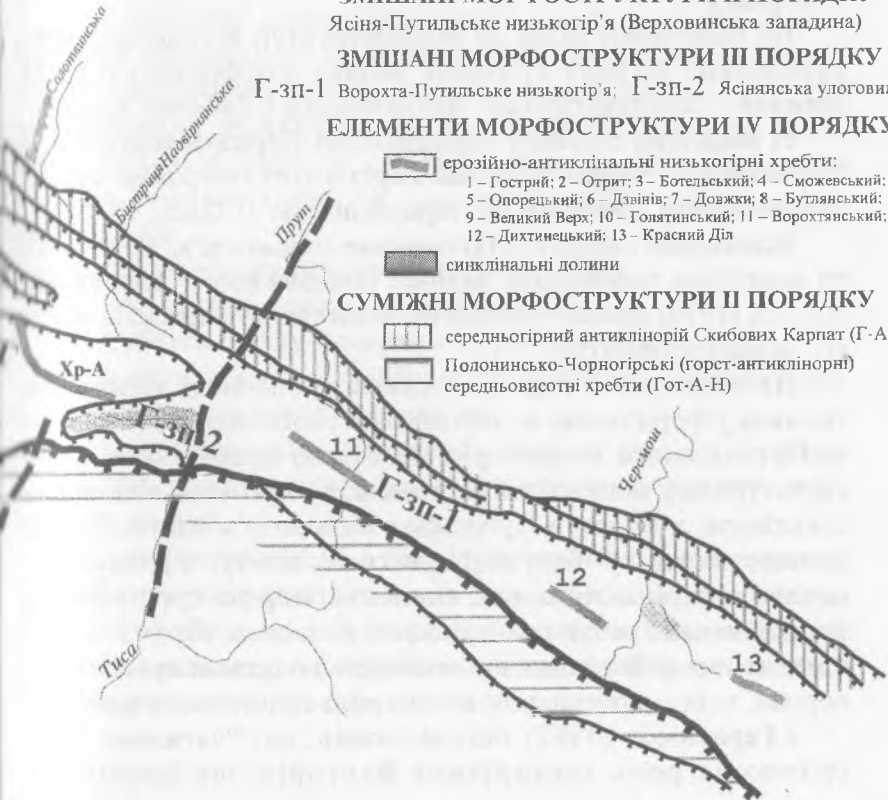 Ясіня-Путильське низькогір'я (Верховинська западина)
ЗМІШАНІ МОРФОСТРУКТУРИ ІІІ ПОРЯДКУ
Г-зп-1 Ворохта-Путильське низькогір'я; Г-зп-2 Ясінянська улоговин
ЕЛЕМЕНТИ МОРФОСТРУКТУРИ IV ПОРЯДКУ
ерозійно-антиклінальні низькогірні хребти:
1 – Гострий; 2 – Отрит; 3 – Ботельський; 4 – Сможевський;
5 – Опорецький; 6 – Дзвінів; 7 – Довжки; 8 – Бутлянський;
9 – Великий Верх; 10 – Голятинський; 11 – Ворохтянський;
12 – Дихтинецький; 13 – Красний Діл
синклінальні долини
СУМІЖНІ МОРФОСТРУКТУРИ ІІ ПОРЯДКУ
середньогірний антиклінорій Скибових Карпат (Г-А
Полонинсько-Чорногірські (горст-антиклінорні)
середньовисотні хребти (Гот-А-Н)
Бистриця Солотвинська
Бистриця Надвірнянська
Прут
Хр-А
зп-2
11
Г-зп-1
Черемош
12
13
Тиса